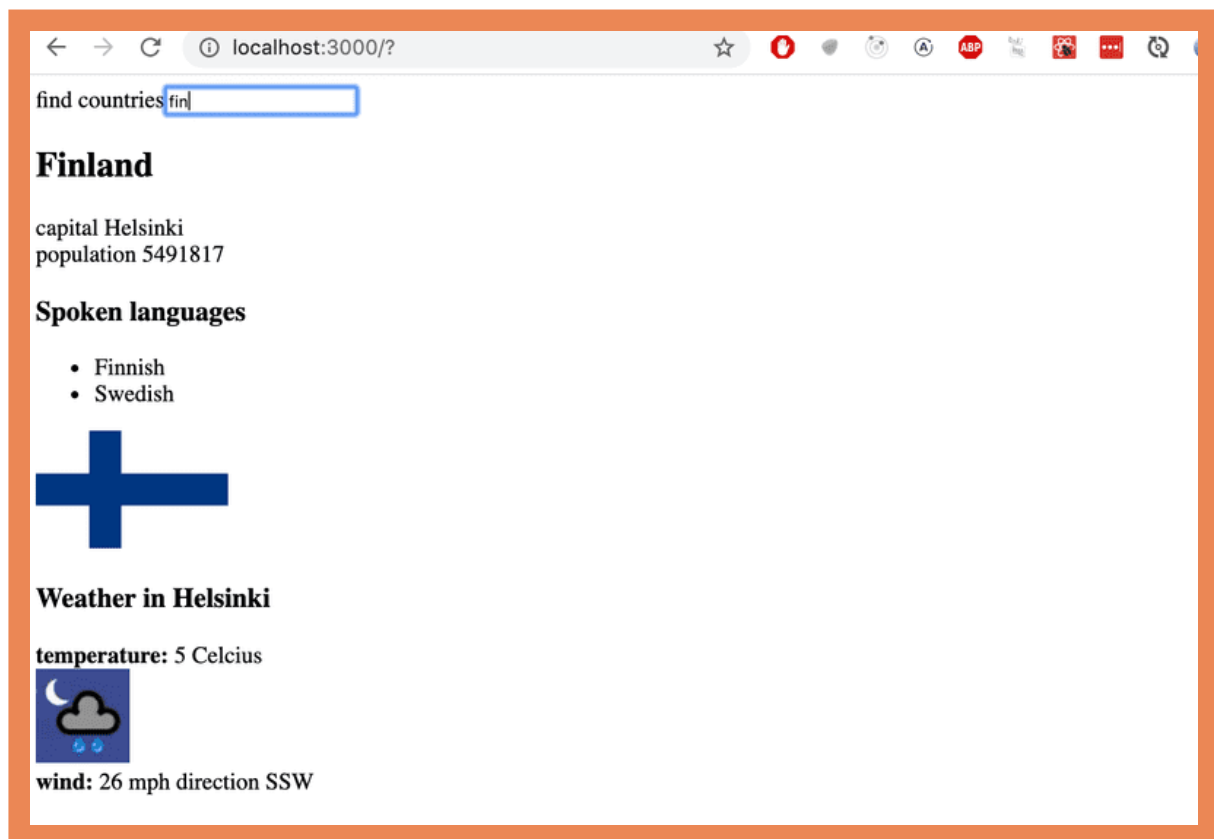 localhost:3000/?
ABP
find countries fin
Finland
capital Helsinki
population 5491817
Spoken languages
Finnish
Swedish
Weather in Helsinki
temperature: 5 Celcius
wind: 26 mph direction SSW